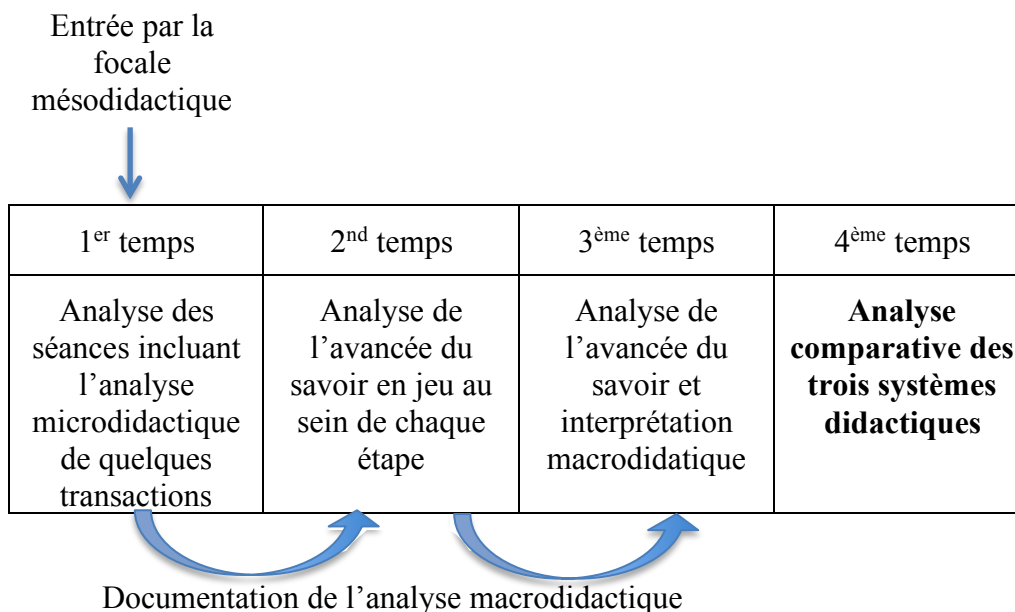 Entrée par la
focale
mésodidactique
1er temps
2nd temps
3ème temps
4ème temps
Analyse des
séances incluant
l’analyse
microdidactique
de quelques
transactions
Analyse de
l’avancée du
savoir en jeu au
sein de chaque
étape
Analyse de
l’avancée du
savoir et
interprétation
macrodidatique
Analyse
comparative des
trois systèmes
didactiques
Documentation de l’analyse macrodidactique